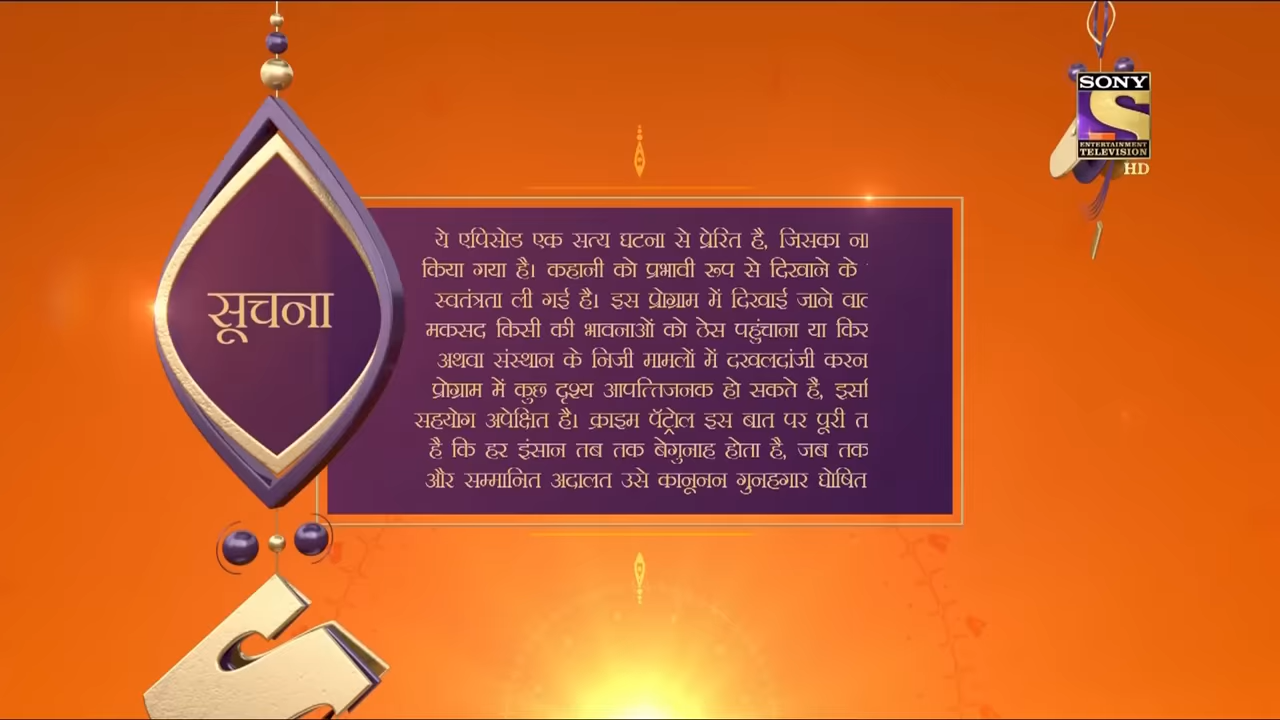 SONY
ENTERTAINMENT
TELEVISION
HD
सूचना
ये एपिसोड एक सत्य घटना से प्रेरित है, जिसका ना
किया गया है। कहानी को प्रभावी रूप से दिखाने के
स्वतंत्रता ली गई है। इस प्रोग्राम में दिखाई जाने
मकसद किसी की भावनाओं को ठेस पहुंचाना या
अथवा संस्थान के निजी मामलों में दखलदांजी करन
प्रोग्राम में कुछ दृश्य आपत्तिजनक हो सकते हैं,
सहयोग अपेक्षित है। क्राइम पॅट्रोल इस बात पर पूरी त
है कि हर इंसान तब तक बेगुनाह होता है, जब तक
और सम्मानित अदालत उसे कानूनन गुनहगार घोषित